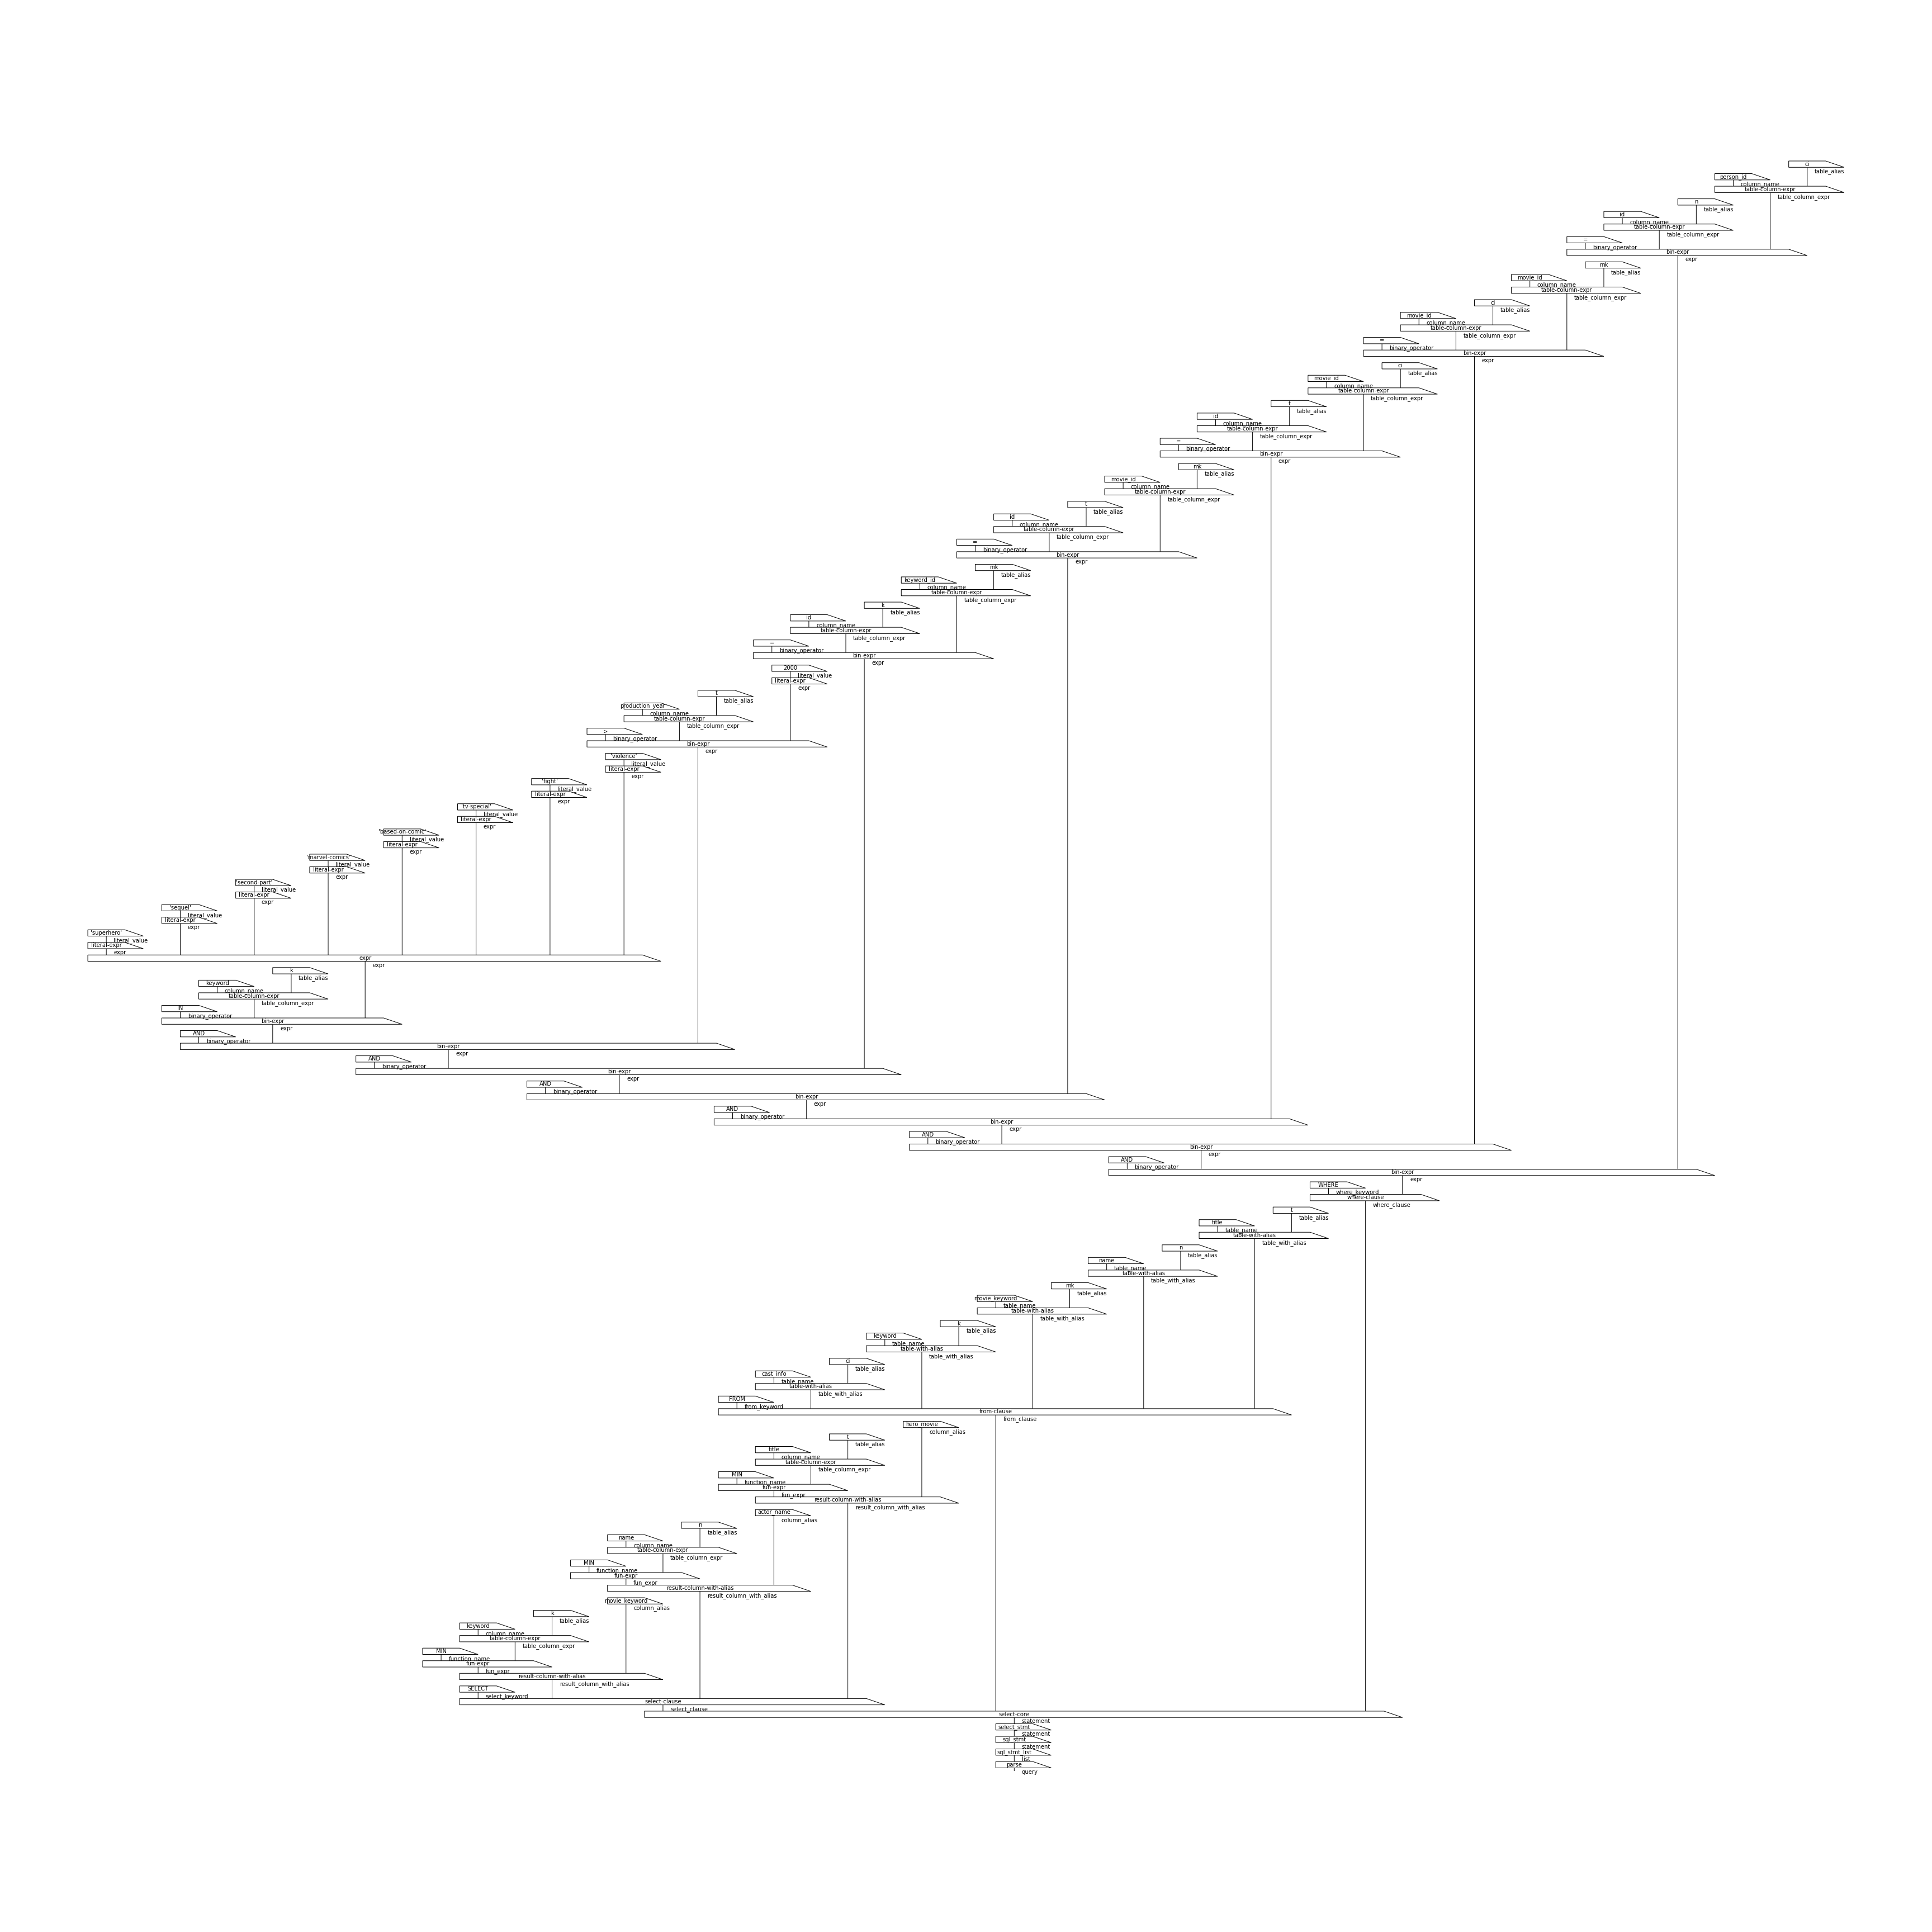 ci
table_alias
person_id
column_name
table-column-expr
table_column_expr
n
table_alias
id
column_name
table-column-expr
table_column_expr
=
binary_operator
bin-expr
expr
mk
table_alias
movie_id
column_name
table-column-expr
table_column_expr
ci
table_alias
movie_id
column_name
table-column-expr
table_column_expr
=
binary_operator
bin-expr
expr
ci
table_alias
movie_id
column_name
table-column-expr
table_column_expr
t
table_alias
id
column_name
table-column-expr
table_column_expr
=
binary_operator
bin-expr
expr
mk
table_alias
movie_id
column_name
table-column-expr
table_column_expr
t
table_alias
id
column_name
table-column-expr
table_column_expr
=
binary_operator
bin-expr
expr
mk
table_alias
keyword_id
column_name
table-column-expr
table_column_expr
k
table_alias
id
column_name
table-column-expr
table_column_expr
=
binary_operator
bin-expr
expr
2000
literal_value
literal-expr
expr
t
table_alias
production_year
column_name
table-column-expr
table_column_expr
>
binary_operator
bin-expr
expr
'violence'
literal_value
literal-expr
expr
'fight'
literal_value
literal-expr
expr
'tv-special'
literal_value
literal-expr
expr
'based-on-comic'
literal_value
literal-expr
expr
'marvel-comics'
literal_value
literal-expr
expr
'second-part'
literal_value
literal-expr
expr
'sequel'
literal_value
literal-expr
expr
'superhero'
literal_value
literal-expr
expr
expr
expr
k
table_alias
keyword
column_name
table-column-expr
table_column_expr
IN
binary_operator
bin-expr
expr
AND
binary_operator
bin-expr
expr
AND
binary_operator
bin-expr
expr
AND
binary_operator
bin-expr
expr
AND
binary_operator
bin-expr
expr
AND
binary_operator
bin-expr
expr
AND
binary_operator
bin-expr
expr
WHERE
where_keyword
where-clause
where_clause
t
table_alias
title
table_name
table-with-alias
table_with_alias
n
table_alias
name
table_name
table-with-alias
table_with_alias
mk
table_alias
movie_keyword
table_name
table-with-alias
table_with_alias
k
table_alias
keyword
table_name
table-with-alias
table_with_alias
ci
table_alias
cast_info
table_name
table-with-alias
table_with_alias
FROM
from_keyword
from-clause
from_clause
hero_movie
column_alias
t
table_alias
title
column_name
table-column-expr
table_column_expr
MIN
function_name
fun-expr
fun_expr
result-column-with-alias
result_column_with_alias
actor_name
column_alias
n
table_alias
name
column_name
table-column-expr
table_column_expr
MIN
function_name
fun-expr
fun_expr
result-column-with-alias
result_column_with_alias
movie_keyword
column_alias
k
table_alias
keyword
column_name
table-column-expr
table_column_expr
MIN
function_name
fun-expr
fun_expr
result-column-with-alias
result_column_with_alias
SELECT
select_keyword
select-clause
select_clause
select-core
statement
select_stmt
statement
sql_stmt
statement
sql_stmt_list
list
parse
query